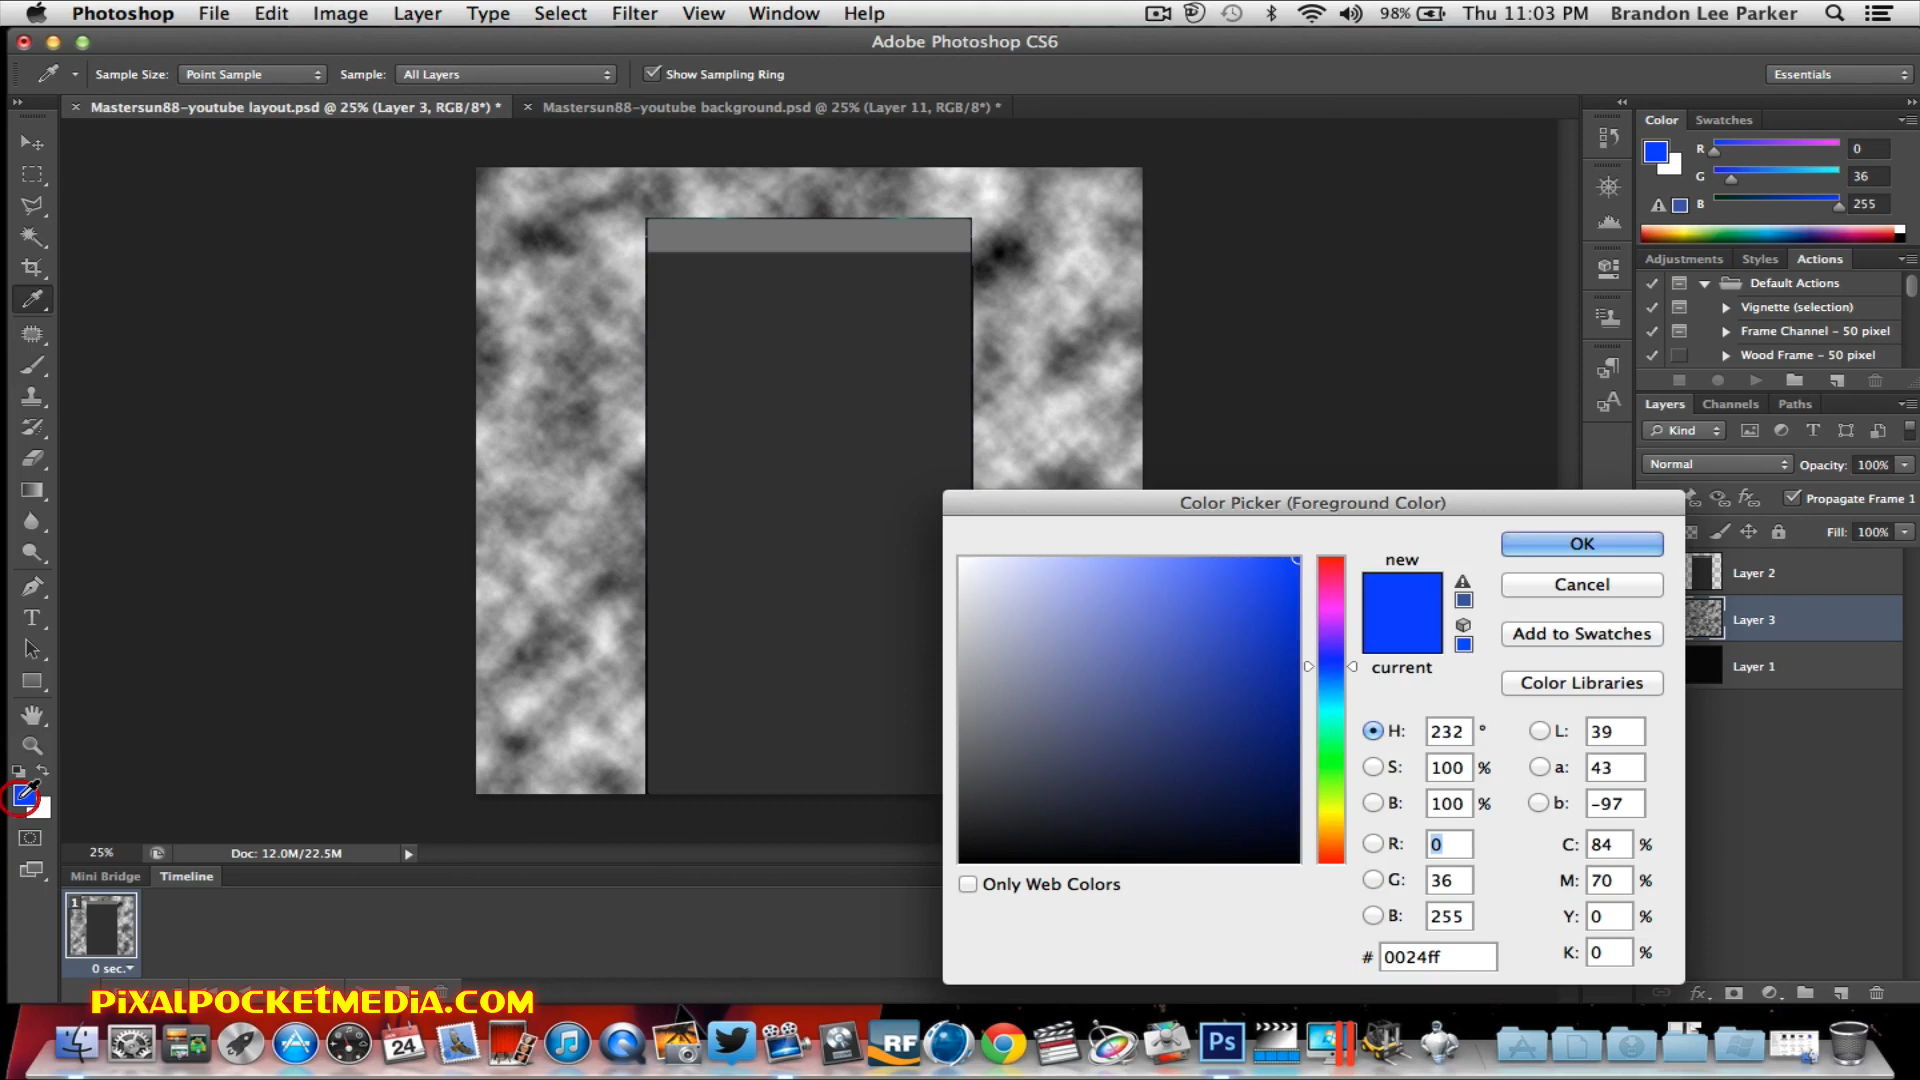 Photoshop File Edit Image Layer Type Select Filter View Window Help 98% Thu 11:03 PM Brandon Lee Parker
Adobe Photoshop CS6
Sample Size: Point Sample Sample: All Layers Show Sampling Ring Essentials
Mastersun88-youtube layout.psd @ 25% (Layer 3, RGB/8*) * Mastersun88-youtube background.psd @ 25% (Layer 11, RGB/8*) *
Color Swatches
R 0
G 36
B 255
Adjustments Styles Actions
Default Actions
Vignette (selection)
Frame Channel - 50 pixel
Wood Frame - 50 pixel
Layers Channels Paths
Kind
Normal Opacity: 100%
Propagate Frame 1
Fill: 100%
Layer 2
Layer 3
Layer 1
Color Picker (Foreground Color)
new
current
OK
Cancel
Add to Swatches
Color Libraries
H: 232 °
S: 100 %
B: 100 %
R: 0
G: 36
B: 255
# 0024ff
L: 39
a: 43
b: -97
C: 84 %
M: 70 %
Y: 0 %
K: 0 %
Only Web Colors
25% Doc: 12.0M/22.5M
Mini Bridge Timeline
1
0 sec.
PiXALPOCKETMEDiA.COM
24
RF
Ps